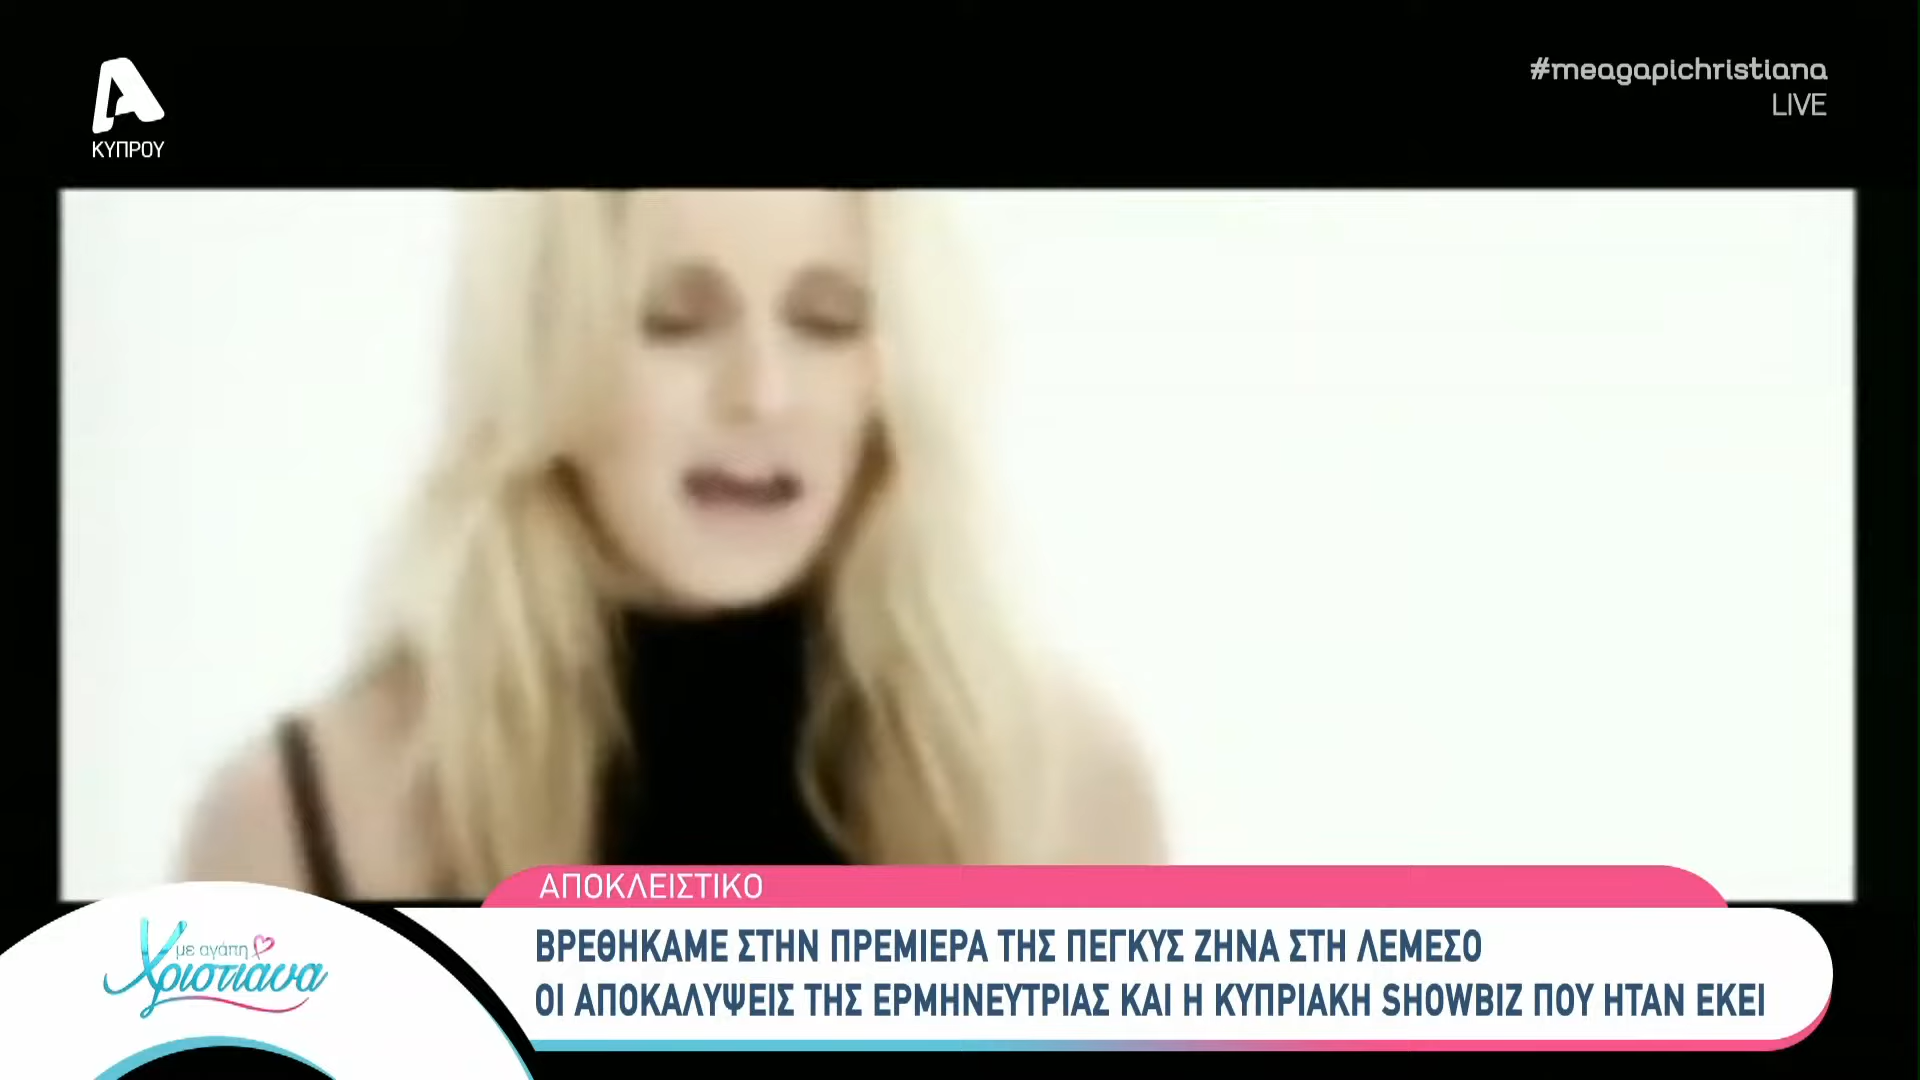 #meagapichristiana
LIVE
ΚΥΠΡΟΥ
ΑΠΟΚΛΕΙΣΤΙΚΟ
ΒΡΕΘΗΚΑΜΕ ΣΤΗΝ ΠΡΕΜΙΕΡΑ ΤΗΣ ΠΕΓΚΥΣ ΖΗΝΑ ΣΤΗ ΛΕΜΕΣΟ
ΟΙ ΑΠΟΚΑΛΥΨΕΙΣ ΤΗΣ ΕΡΜΗΝΕΥΤΡΙΑΣ ΚΑΙ Η ΚΥΠΡΙΑΚΗ SHOWBIZ ΠΟΥ ΗΤΑΝ ΕΚΕΙ
με αγάπη
Χριστιάνα